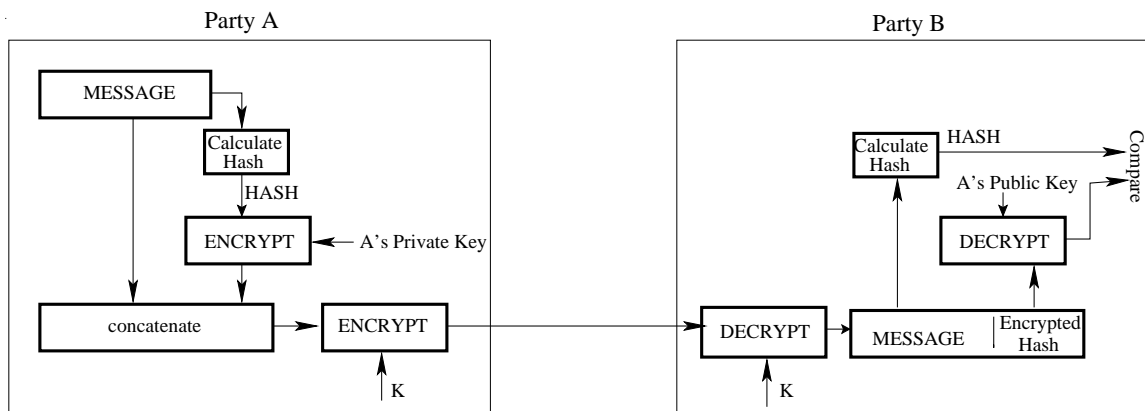 Party A
MESSAGE
Calculate
Hash
HASH
ENCRYPT
A's Private Key
concatenate
ENCRYPT
K
Party B
Calculate
Hash
HASH
Compare
A's Public Key
DECRYPT
DECRYPT
K
MESSAGE
Encrypted
Hash